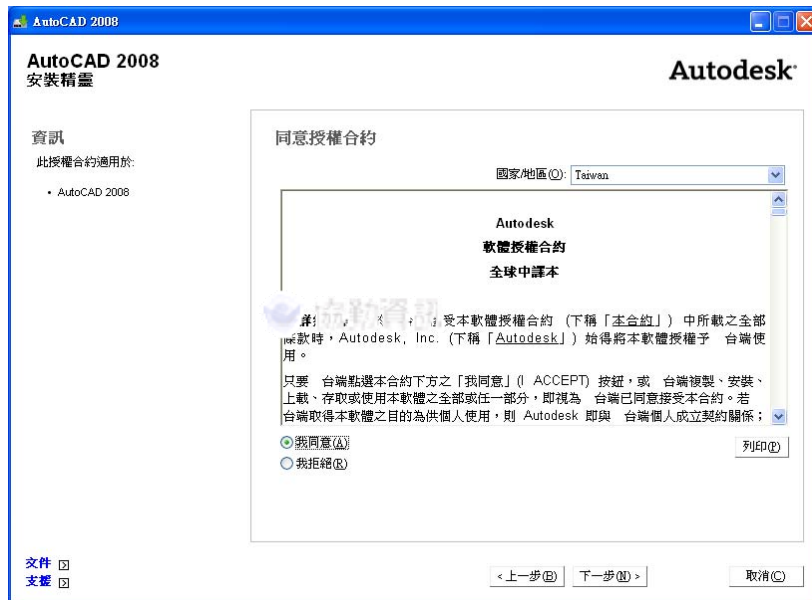 AutoCAD 2008
AutoCAD 2008
安裝精靈
Autodesk
資訊
此授權合約適用於:
• AutoCAD 2008
同意授權合約
國家/地區(O): Taiwan
Autodesk
軟體授權合約
全球中譯本
協勤資訊
受本軟體授權合約 (下稱「本合約」) 中所載之全部
條款時，Autodesk, Inc. (下稱「Autodesk」) 始得將本軟體授權予 台端使
用。
只要 台端點選本合約下方之「我同意」(I ACCEPT) 按鈕，或 台端複製、安裝、
上載、存取或使用本軟體之全部或任一部分，即視為 台端已同意接受本合約。若
台端取得本軟體之目的為供個人使用，則 Autodesk 即與 台端個人成立契約關係；
我同意(A)
我拒絕(R)
列印(P)
文件
支援
<上一步(B)
下一步(N) >
取消(C)